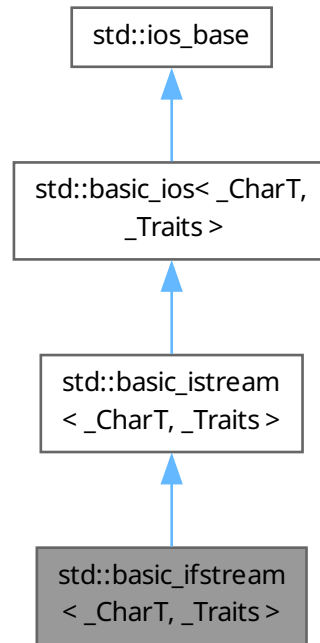 std::ios_base
std::basic_ios< _CharT,
_Traits >
std::basic_istream
< _CharT, _Traits >
std::basic_ifstream
< _CharT, _Traits >